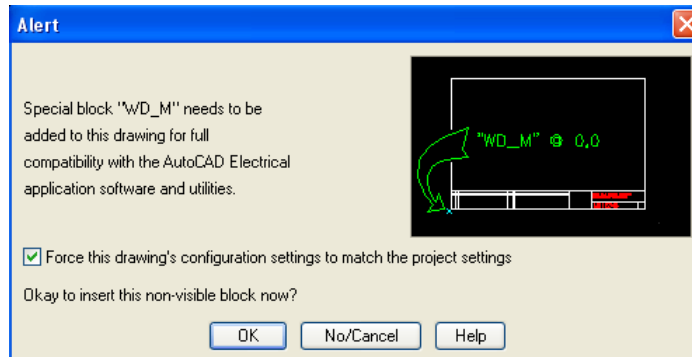 Alert
Special block "WD_M" needs to be
added to this drawing for full
compatibility with the AutoCAD Electrical
application software and utilities.
"WD_M" @ 0,0
Force this drawing's configuration settings to match the project settings
Okay to insert this non-visible block now?
OK
No/Cancel
Help